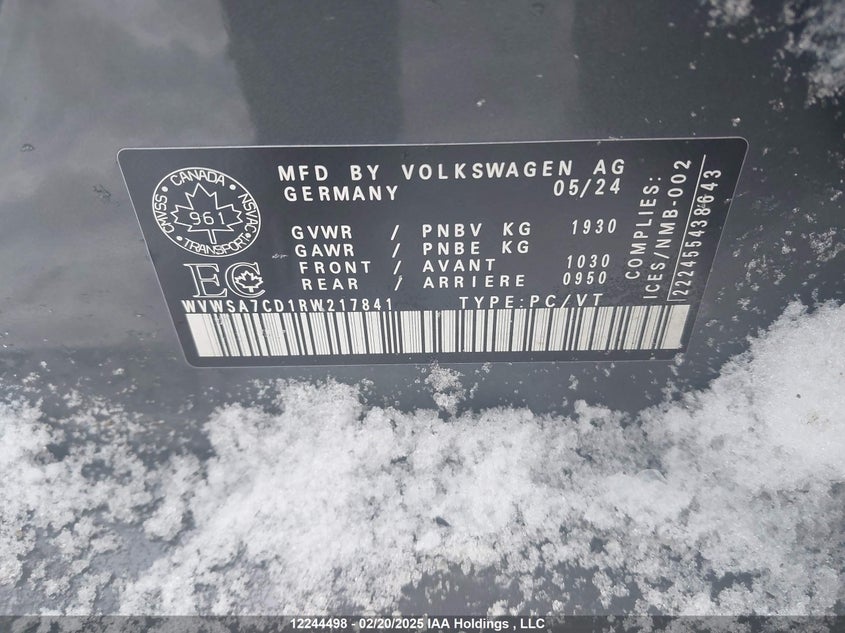 MFD BY VOLKSWAGEN AG
GERMANY 05/24
GVWR / PNBV KG 1930
GAWR / PNBE KG
FRONT / AVANT 1030
REAR / ARRIERE 0950
WVWSA7CD1RW217841 TYPE:PC/VT
CANADA
CMVSS 961 NSVAC
TRANSPORT
EC
COMPLIES:
ICES/NMB-002
222455438643
12244498 - 02/20/2025 IAA Holdings , LLC